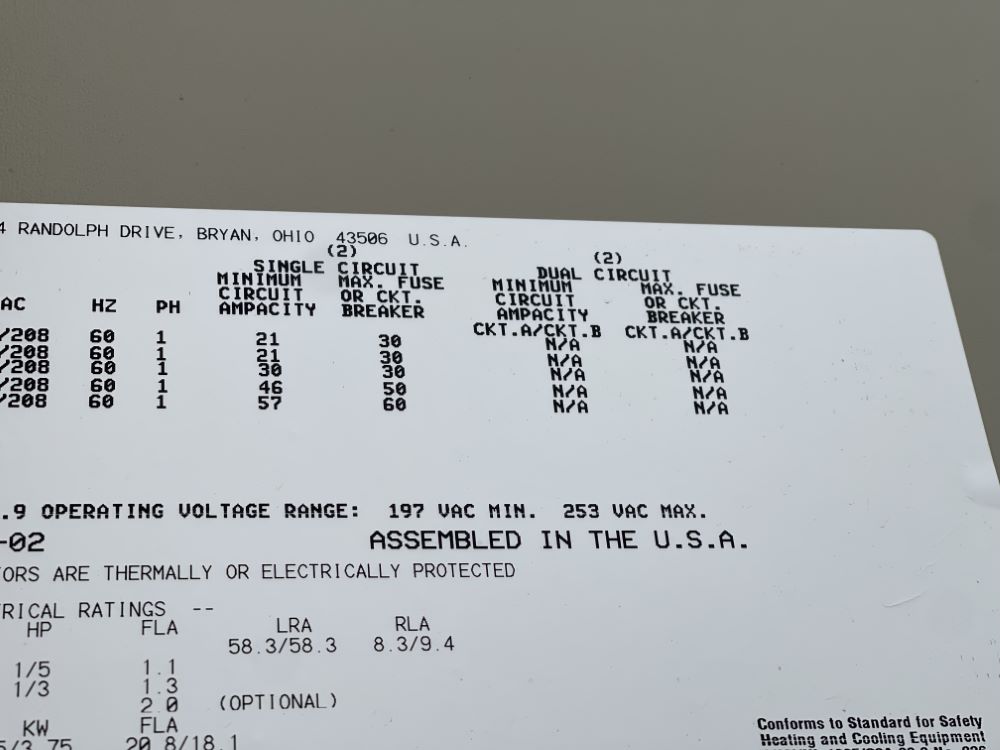 4 RANDOLPH DRIVE, BRYAN, OHIO 43506 U.S.A.
(2) (2)
SINGLE CIRCUIT DUAL CIRCUIT
MINIMUM MAX. FUSE MINIMUM MAX. FUSE
CIRCUIT OR CKT. CIRCUIT OR CKT.
AC HZ PH AMPACITY BREAKER AMPACITY BREAKER
CKT.A/CKT.B CKT.A/CKT.B
/208 60 1 21 30 N/A N/A
/208 60 1 21 30 N/A N/A
/208 60 1 30 30 N/A N/A
/208 60 1 46 50 N/A N/A
/208 60 1 57 60 N/A N/A
.9 OPERATING VOLTAGE RANGE: 197 VAC MIN. 253 VAC MAX.
-02 ASSEMBLED IN THE U.S.A.
ORS ARE THERMALLY OR ELECTRICALLY PROTECTED
RICAL RATINGS --
HP FLA LRA RLA
58.3/58.3 8.3/9.4
1/5 1.1
1/3 1.3
2.0 (OPTIONAL)
KW FLA
5/3.75 20.8/18.1
Conforms to Standard for Safety
Heating and Cooling Equipment